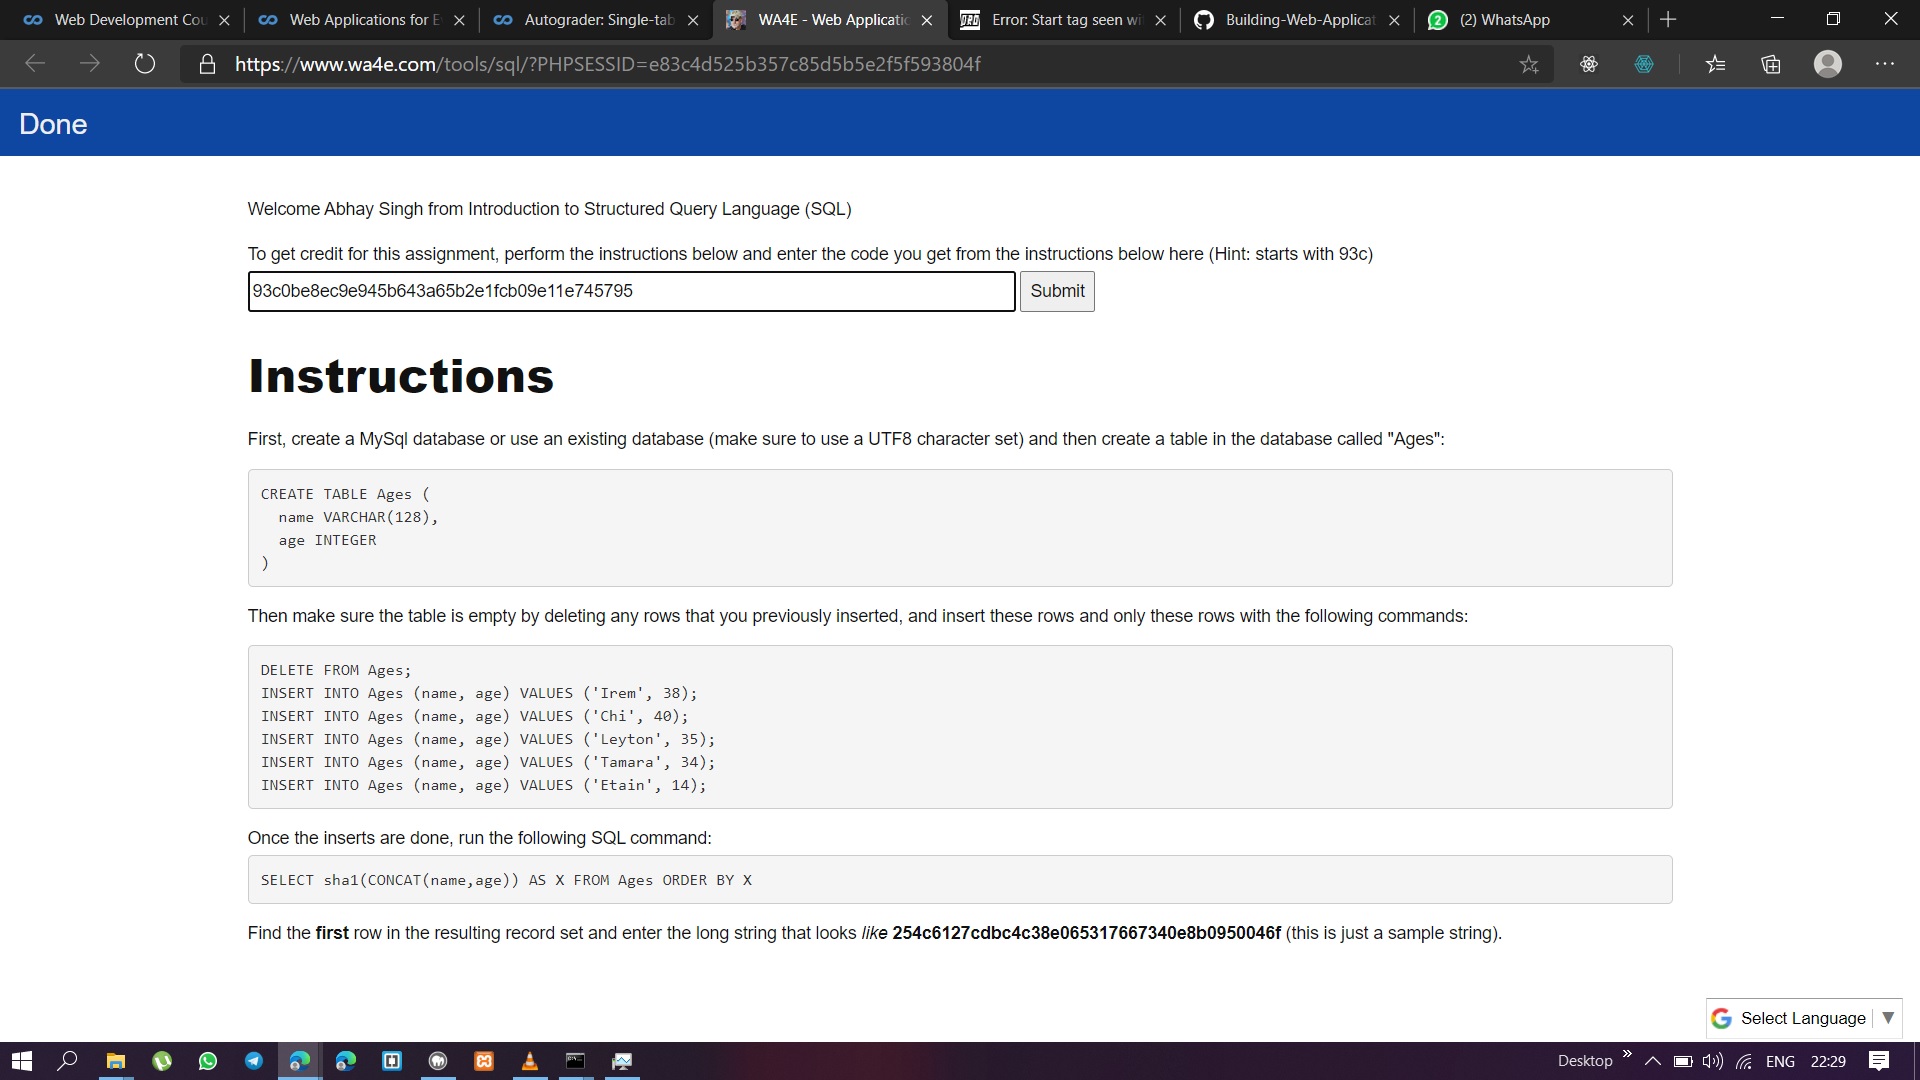 Web Development Cou
Web Applications for E
Autograder: Single-tab
WA4E - Web Applicatio
Error: Start tag seen wi
Building-Web-Applicat
2
(2) WhatsApp
https://www.wa4e.com/tools/sql/?PHPSESSID=e83c4d525b357c85d5b5e2f5f593804f
Done
Welcome Abhay Singh from Introduction to Structured Query Language (SQL)
To get credit for this assignment, perform the instructions below and enter the code you get from the instructions below here (Hint: starts with 93c)
93c0be8ec9e945b643a65b2e1fcb09e11e745795
Submit
Instructions
First, create a MySql database or use an existing database (make sure to use a UTF8 character set) and then create a table in the database called "Ages":
CREATE TABLE Ages (
name VARCHAR(128),
age INTEGER
)
Then make sure the table is empty by deleting any rows that you previously inserted, and insert these rows and only these rows with the following commands:
DELETE FROM Ages;
INSERT INTO Ages (name, age) VALUES ('Irem', 38);
INSERT INTO Ages (name, age) VALUES ('Chi', 40);
INSERT INTO Ages (name, age) VALUES ('Leyton', 35);
INSERT INTO Ages (name, age) VALUES ('Tamara', 34);
INSERT INTO Ages (name, age) VALUES ('Etain', 14);
Once the inserts are done, run the following SQL command:
SELECT sha1(CONCAT(name,age)) AS X FROM Ages ORDER BY X
Find the first row in the resulting record set and enter the long string that looks like 254c6127cdbc4c38e065317667340e8b0950046f (this is just a sample string).
Select Language
Desktop
ENG
22:29